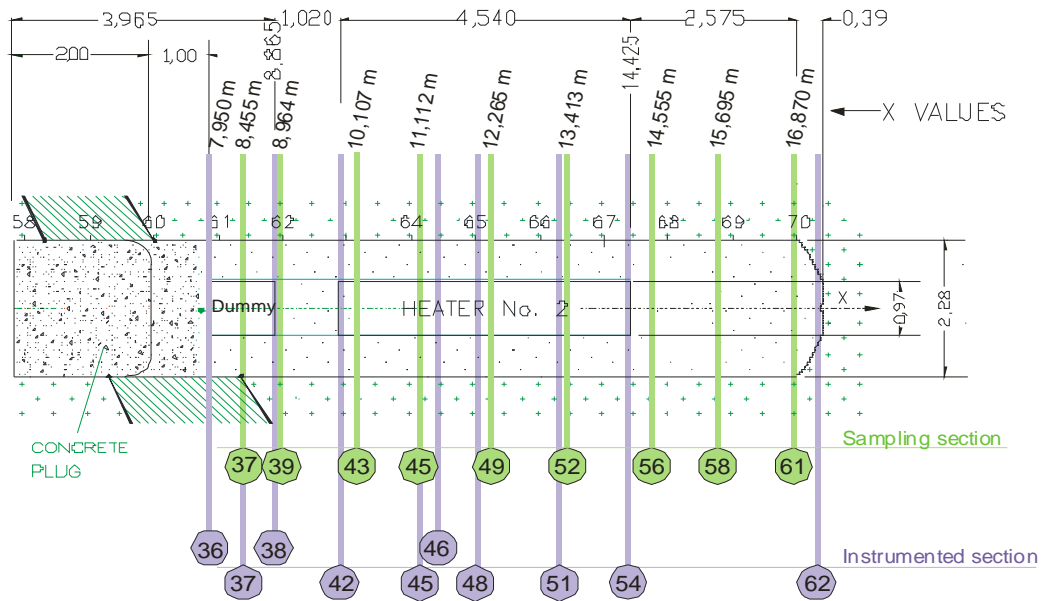 3,965
1,020
4,540
2,575
0,39
2,00
1,00
8,865
14,425
7,950 m
8,455 m
8,964 m
10,107 m
11,112 m
12,265 m
13,413 m
14,555 m
15,695 m
16,870 m
X VALUES
58
59
60
61
62
64
65
66
67
68
69
70
Dummy
HEATER No. 2
X
0,97
2,28
CONCRETE
PLUG
Sampling section
37
39
43
45
49
52
56
58
61
36
38
46
Instrumented section
37
42
45
48
51
54
62